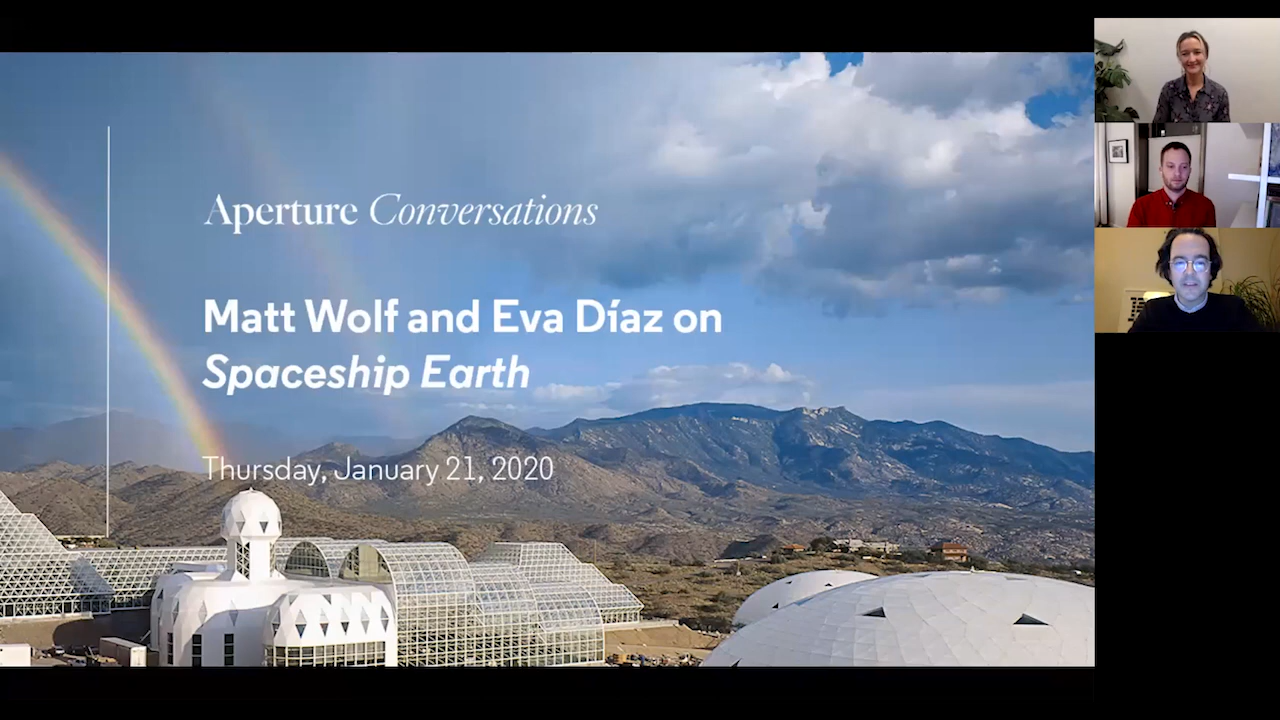 Aperture Conversations
Matt Wolf and Eva Díaz on
Spaceship Earth
Thursday, January 21, 2020